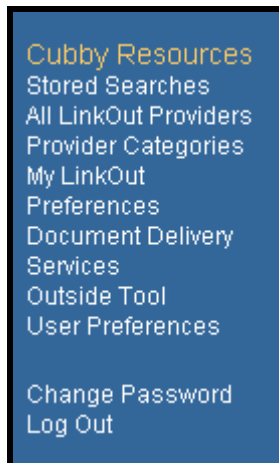 Cubby Resources
Stored Searches
All LinkOut Providers
Provider Categories
My LinkOut
Preferences
Document Delivery
Services
Outside Tool
User Preferences
Change Password
Log Out